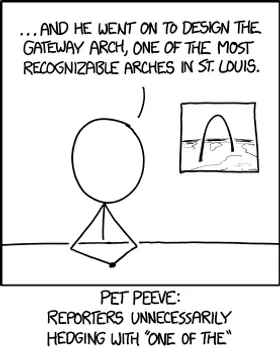 ...AND HE WENT ON TO DESIGN THE
GATEWAY ARCH, ONE OF THE MOST
RECOGNIZABLE ARCHES IN ST. LOUIS.
PET PEEVE:
REPORTERS UNNECESSARILY
HEDGING WITH "ONE OF THE"